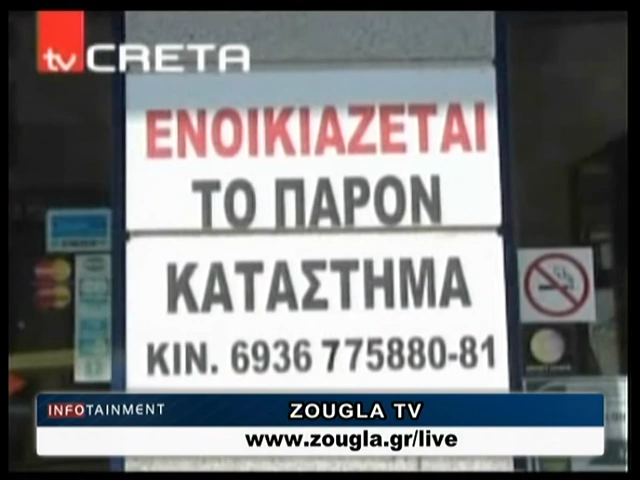 tv CRETA
ΕΝΟΙΚΙΑΖΕΤΑΙ
ΤΟ ΠΑΡΟΝ
ΚΑΤΑΣΤΗΜΑ
ΚΙΝ. 6936 775880-81
INFOTAINMENT
ZOUGLA TV
www.zougla.gr/live